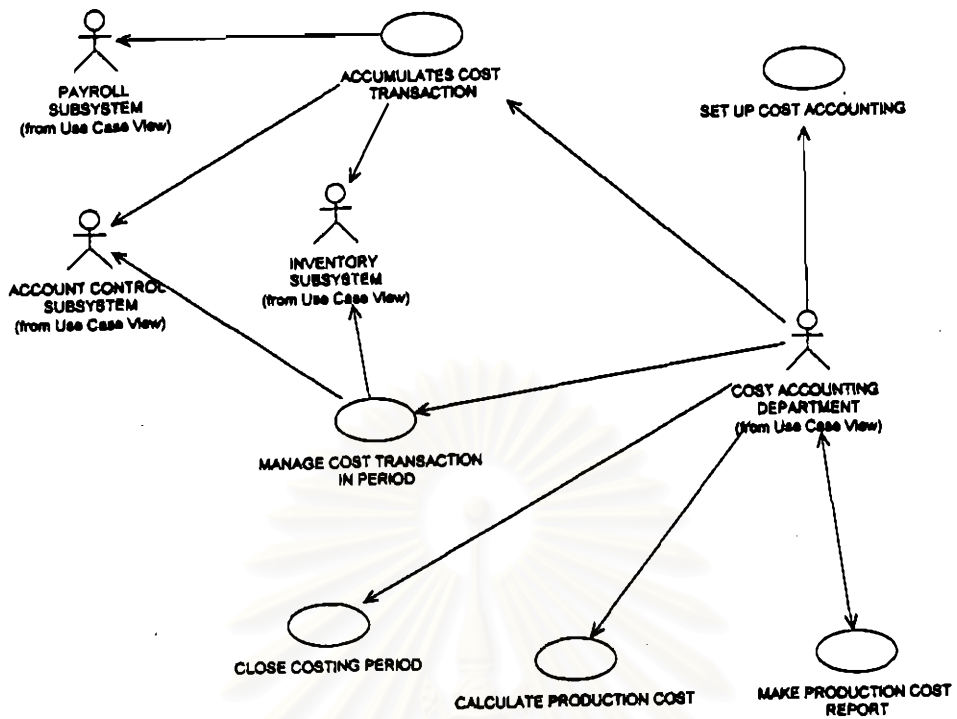 PAYROLL
SUBSYSTEM
(from Use Case View)
ACCUMULATES COST
TRANSACTION
SET UP COST ACCOUNTING
ACCOUNT CONTROL
SUBSYSTEM
(from Use Case View)
INVENTORY
SUBSYSTEM
(from Use Case View)
COST ACCOUNTING
DEPARTMENT
(from Use Case View)
MANAGE COST TRANSACTION
IN PERIOD
CLOSE COSTING PERIOD
CALCULATE PRODUCTION COST
MAKE PRODUCTION COST
REPORT